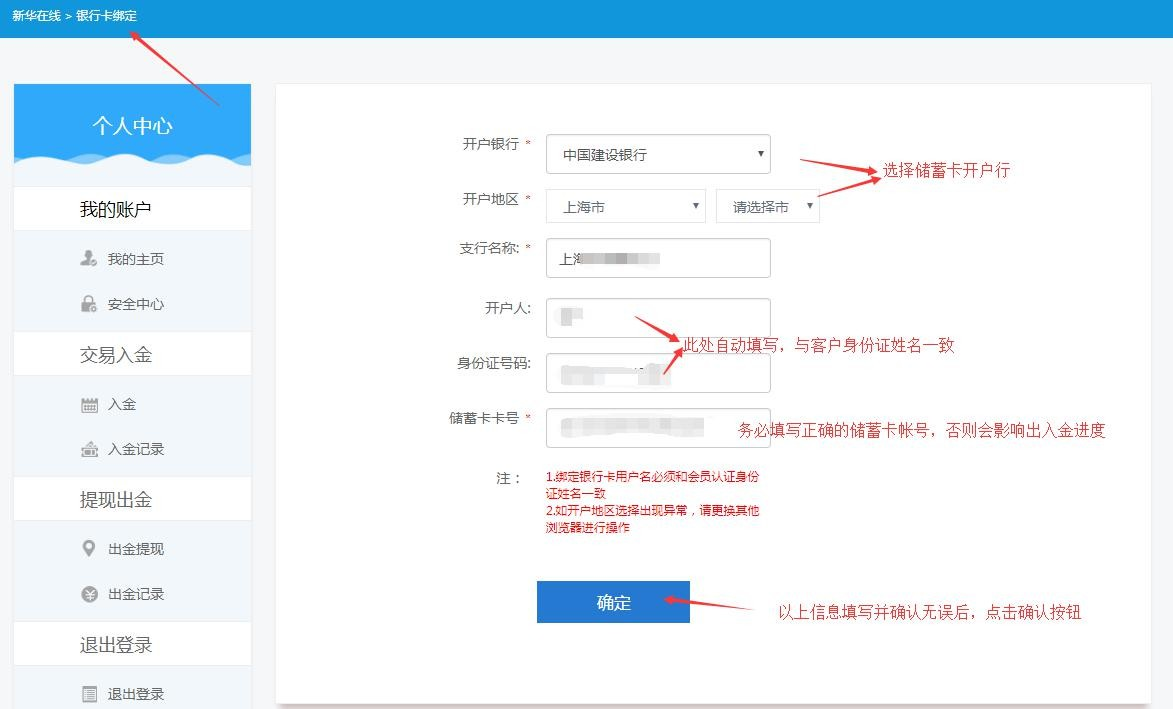 新华在线 > 银行卡绑定
个人中心
我的账户
我的主页
安全中心
交易入金
入金
入金记录
提现出金
出金提现
出金记录
退出登录
退出登录
开户银行 * 中国建设银行
选择储蓄卡开户行
开户地区 * 上海市 请选择市
支行名称: * 上海
开户人:
此处自动填写，与客户身份证姓名一致
身份证号码:
储蓄卡卡号 *
务必填写正确的储蓄卡帐号，否则会影响出入金进度
注：
1.绑定银行卡用户名必须和会员认证身份
证姓名一致
2.如开户地区选择出现异常，请更换其他
浏览器进行操作
确定
以上信息填写并确认无误后，点击确认按钮